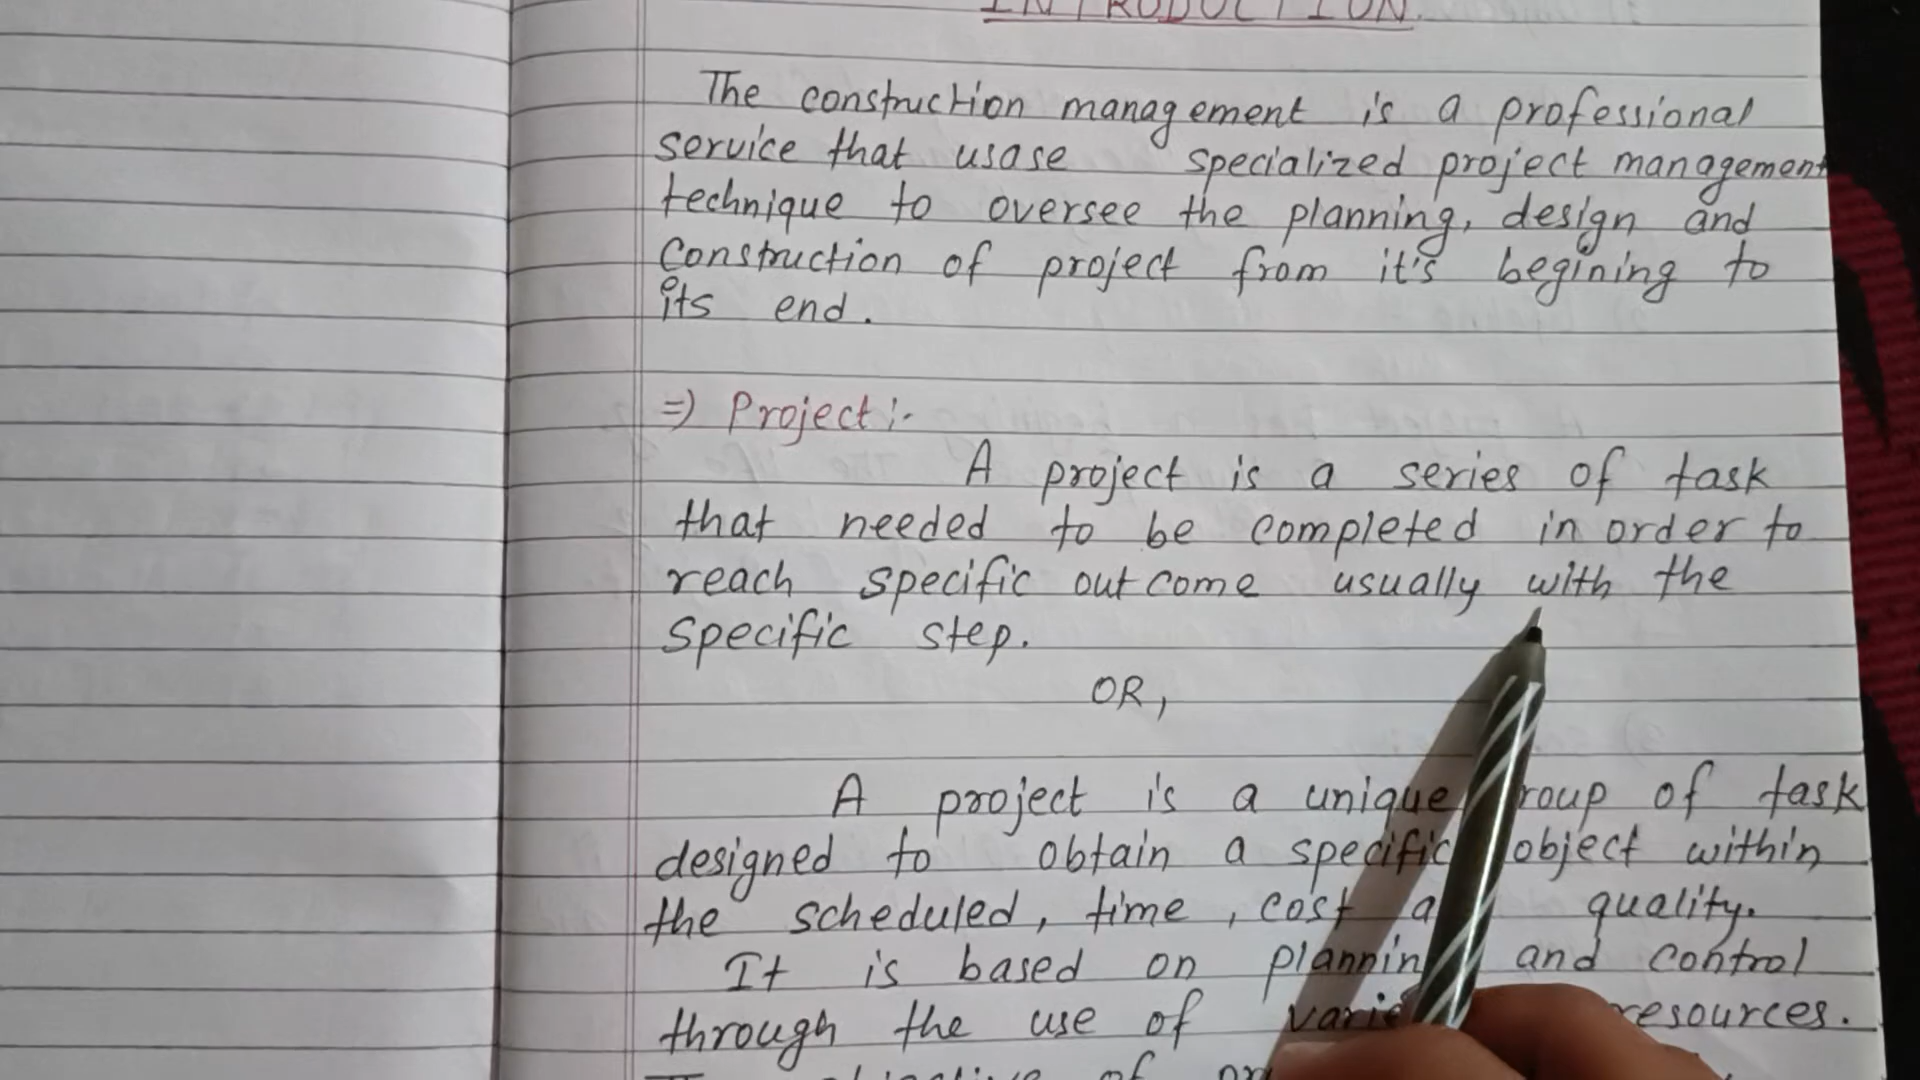 INTRODUCTION
The construction management is a professional
service that usase specialized project management
technique to oversee the planning, design and
construction of project from it's begining to
its end.
=) Project :-
A project is a series of task
that needed to be completed in order to
reach specific outcome usually with the
specific step.
OR,
A project is a unique of task
designed to obtain a specific object within
the scheduled, time, cost quality.
It is based on and control
through the use of resources.
of